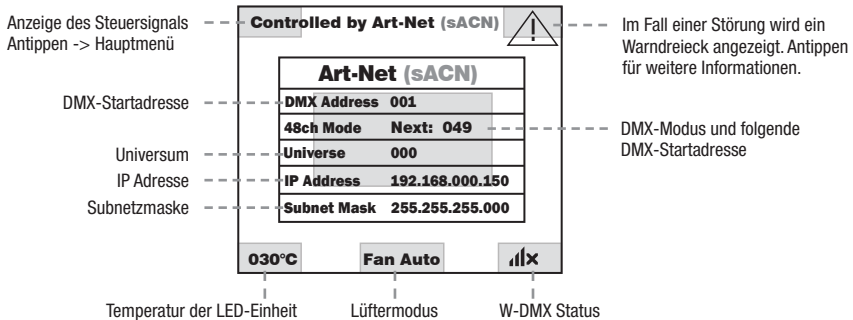 Anzeige des Steuersignals
Antippen -> Hauptmenü
Controlled by Art-Net (sACN)
Im Fall einer Störung wird ein
Warndreieck angezeigt. Antippen
für weitere Informationen.
Art-Net (sACN)
DMX-Startadresse
DMX Address 001
48ch Mode Next: 049
DMX-Modus und folgende
DMX-Startadresse
Universum
Universe 000
IP Adresse
IP Address 192.168.000.150
Subnetzmaske
Subnet Mask 255.255.255.000
030°C Fan Auto
Temperatur der LED-Einheit Lüftermodus W-DMX Status